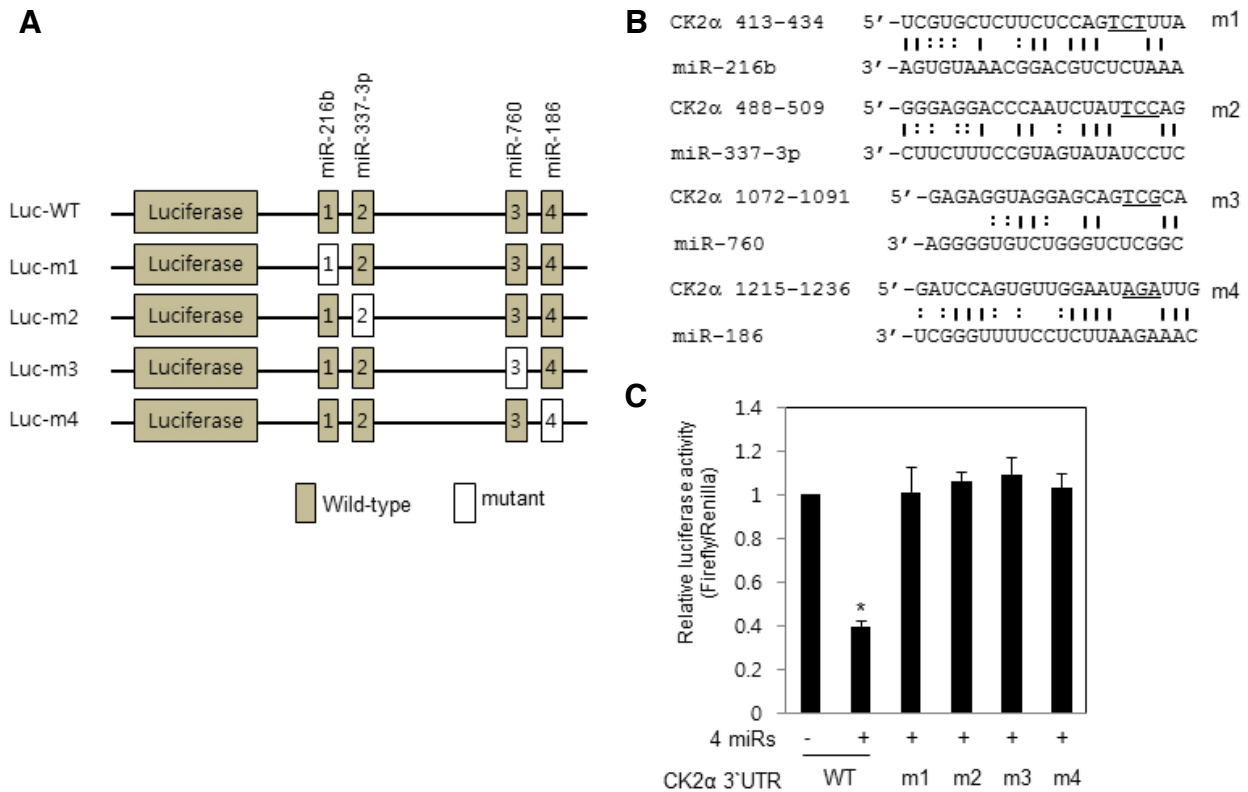 A
miR-216b
miR-337-3p
miR-760
miR-186
Luc-WT Luciferase 1 2 3 4
Luc-m1 Luciferase 1 2 3 4
Luc-m2 Luciferase 1 2 3 4
Luc-m3 Luciferase 1 2 3 4
Luc-m4 Luciferase 1 2 3 4
Wild-type mutant
B
CK2α 413-434 5'-UCGUGCUCUUCUCCAGTCTUUA m1
miR-216b 3'-AGUGUAAACGGACGUCUCUAAA
CK2α 488-509 5'-GGGAGGACCCAAUCUAUTCCAG m2
miR-337-3p 3'-CUUCUUUCCGUAGUAUAUCCUC
CK2α 1072-1091 5'-GAGAGGUAGGAGCAGTCGCA m3
miR-760 3'-AGGGGUGUCUGGGUCUCGGC
CK2α 1215-1236 5'-GAUCCAGUGUUGGAAUAGAUUG m4
miR-186 3'-UCGGGUUUUCCUCUUAAGAAAC
C
Relative luciferase activity
(Firefly/Renilla)
1.4
1.2
1
0.8
0.6
0.4
0.2
0
*
4 miRs - + + + + +
CK2α 3`UTR WT m1 m2 m3 m4